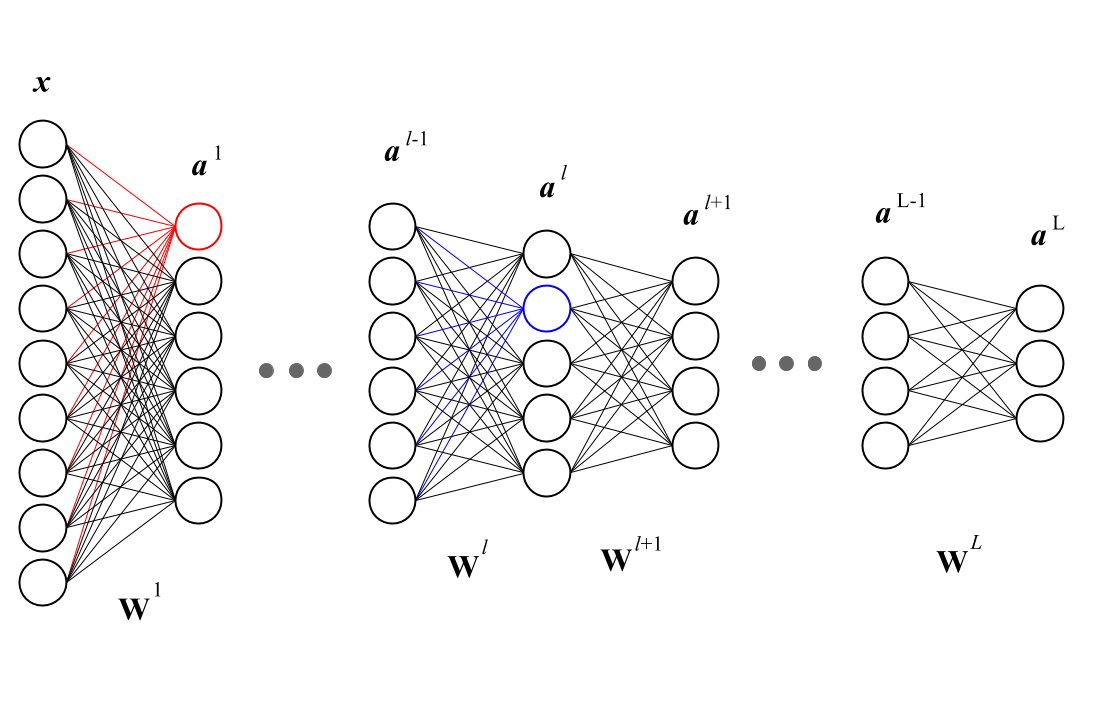 x
a 1
a l-1
a l
a l+1
a L-1
a L
W 1
W l
W l+1
W L